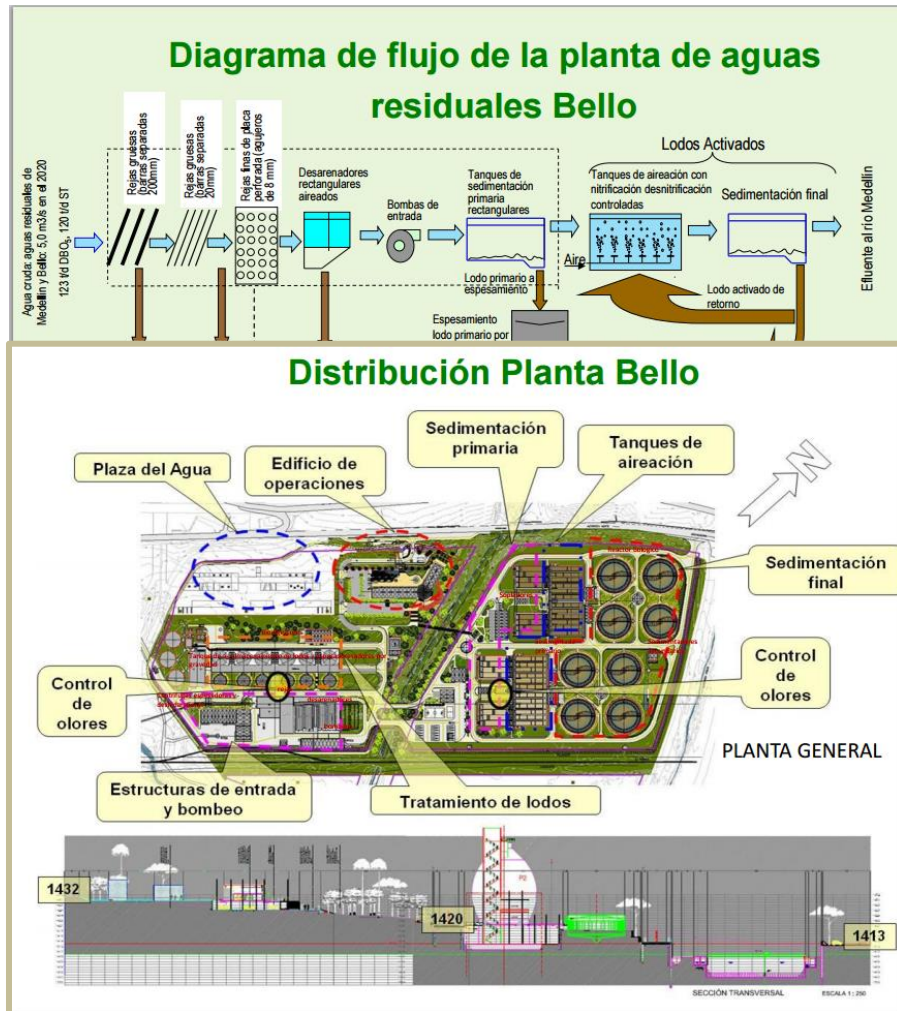 Diagrama de flujo de la planta de aguas
residuales Bello
Agua cruda: aguas residuales de
Medellín y Bello: 5,0 m3/s en el 2020
123 t/d DBO5, 120 t/d ST
Rejas gruesas
(barras separadas
200mm)
Rejas gruesas
(barras separadas
20mm)
Rejas finas de placa
perforada (agujeros
de 8 mm)
Desarenadores
rectangulares
aireados
Bombas de
entrada
Tanques de
sedimentación
primaria
rectangulares
Lodos Activados
Tanques de aireación con
nitrificación desnitrificación
controladas
Sedimentación final
Efluente al río Medellín
Aire
Lodo primario a
espesamiento
Lodo activado de
retorno
Espesamiento
lodo primario por
Distribución Planta Bello
Plaza del Agua
Edificio de
operaciones
Sedimentación
primaria
Tanques de
aireación
N
Sedimentación
final
Reactor Biológico
Control
de
olores
Control
de
olores
PLANTA GENERAL
Estructuras de entrada
y bombeo
Tratamiento de lodos
1432
1420
1413
P2
SECCIÓN TRANSVERSAL
ESCALA 1 : 250